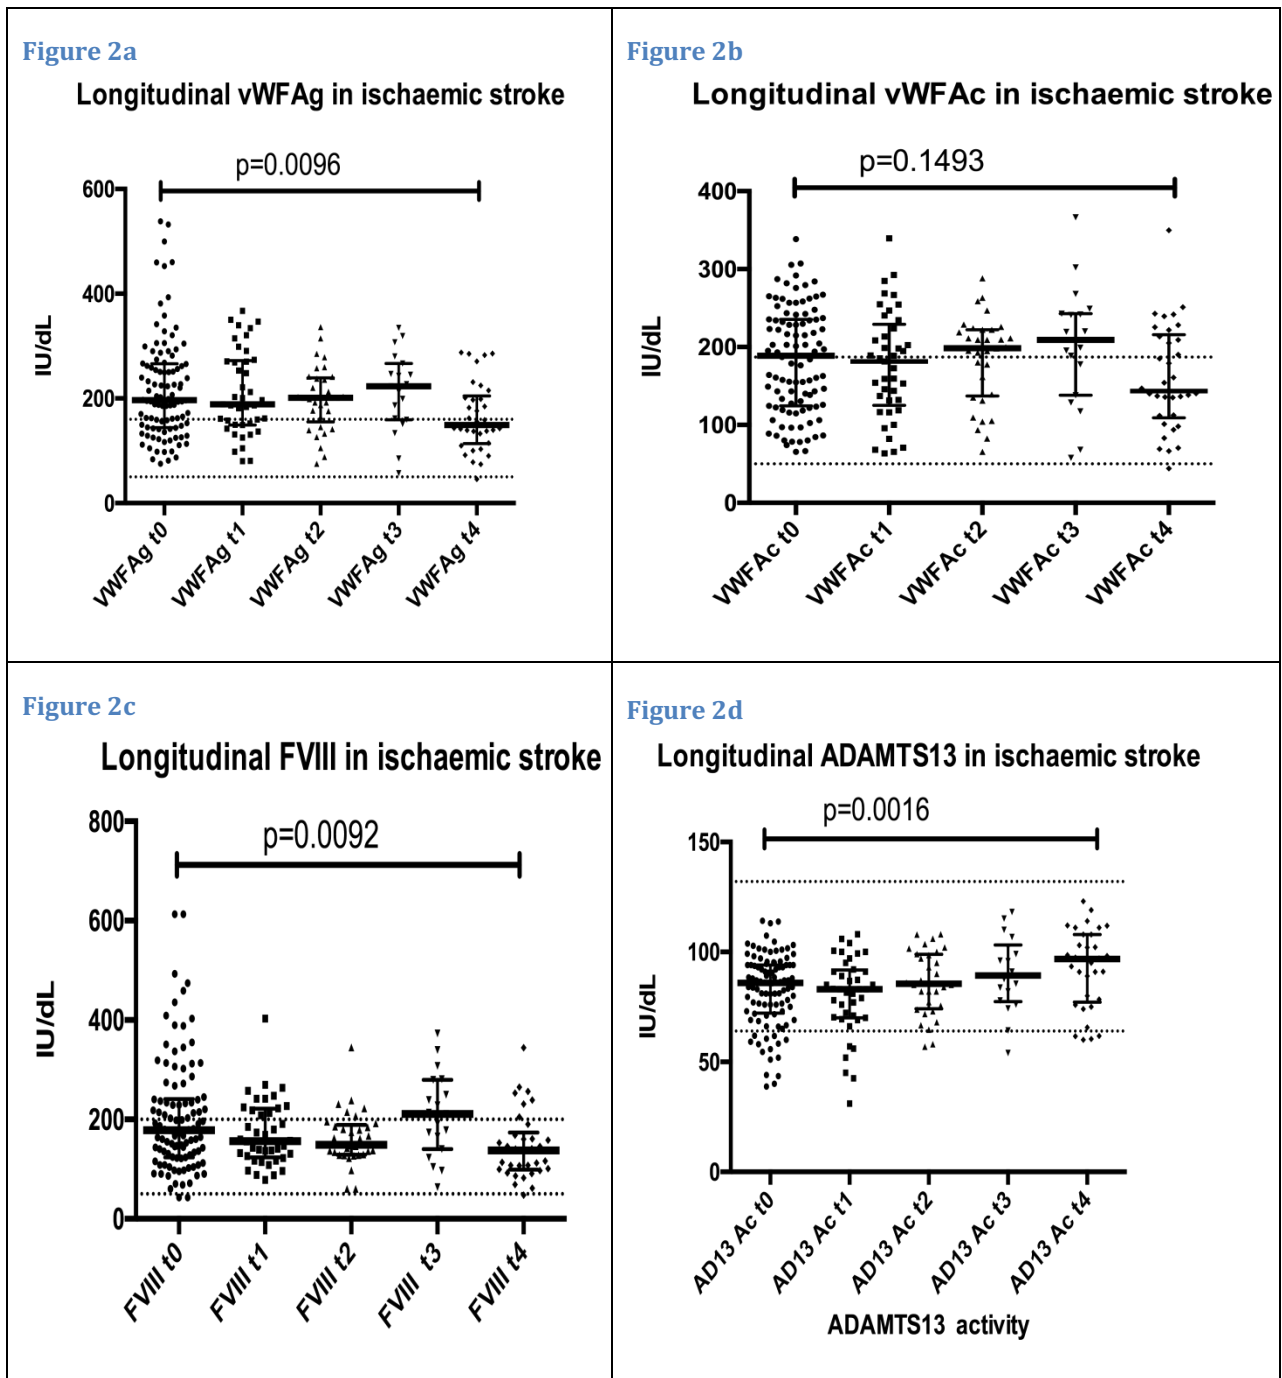 Figure 2a
Longitudinal vWFAg in ischaemic stroke
p=0.0096
600
400
200
0
IU/dL
VWFAg t0
VWFAg t1
VWFAg t2
VWFAg t3
VWFAg t4
Figure 2b
Longitudinal vWFAc in ischaemic stroke
p=0.1493
400
300
200
100
0
IU/dL
VWFAc t0
VWFAc t1
VWFAc t2
VWFAc t3
VWFAc t4
Figure 2c
Longitudinal FVIII in ischaemic stroke
p=0.0092
800
600
400
200
0
IU/dL
FVIII t0
FVIII t1
FVIII t2
FVIII t3
FVIII t4
Figure 2d
Longitudinal ADAMTS13 in ischaemic stroke
p=0.0016
150
100
50
0
IU/dL
AD13 Ac t0
AD13 Ac t1
AD13 Ac t2
AD13 Ac t3
AD13 Ac t4
ADAMTS13 activity